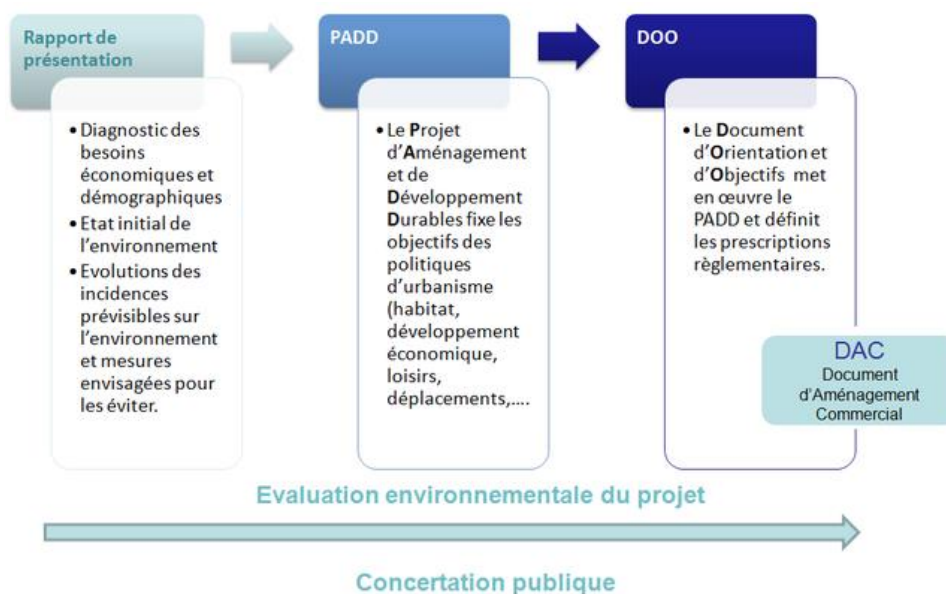 Rapport de
présentation
• Diagnostic des
besoins
économiques et
démographiques
• Etat initial de
l'environnement
• Evolutions des
incidences
prévisibles sur
l'environnement
et mesures
envisagées pour
les éviter.
PADD
• Le Projet
d'Aménagement
et de
Développement
Durables fixe les
objectifs des
politiques
d'urbanisme
(habitat,
développement
économique,
loisirs,
déplacements,....
DOO
• Le Document
d'Orientation et
d'Objectifs met
en œuvre le
PADD et définit
les prescriptions
règlementaires.
DAC
Document
d'Aménagement
Commercial
Evaluation environnementale du projet
Concertation publique